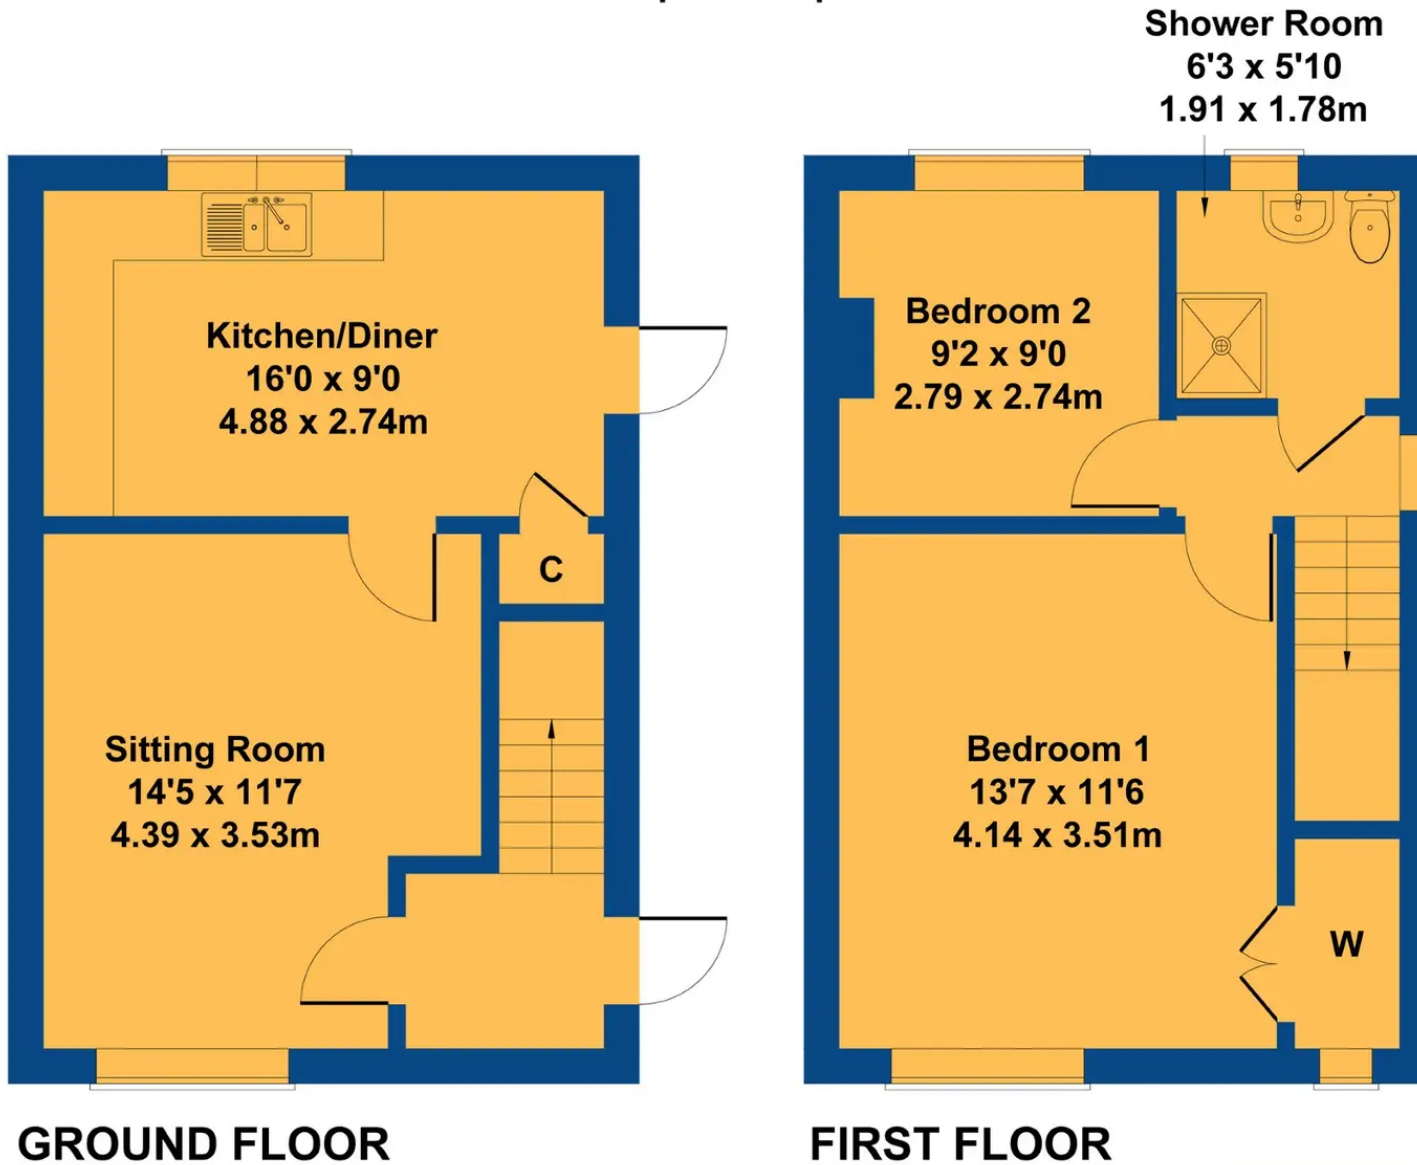 Shower Room
6'3 x 5'10
1.91 x 1.78m
Kitchen/Diner
16'0 x 9'0
4.88 x 2.74m
Bedroom 2
9'2 x 9'0
2.79 x 2.74m
C
Sitting Room
14'5 x 11'7
4.39 x 3.53m
Bedroom 1
13'7 x 11'6
4.14 x 3.51m
W
GROUND FLOOR
FIRST FLOOR